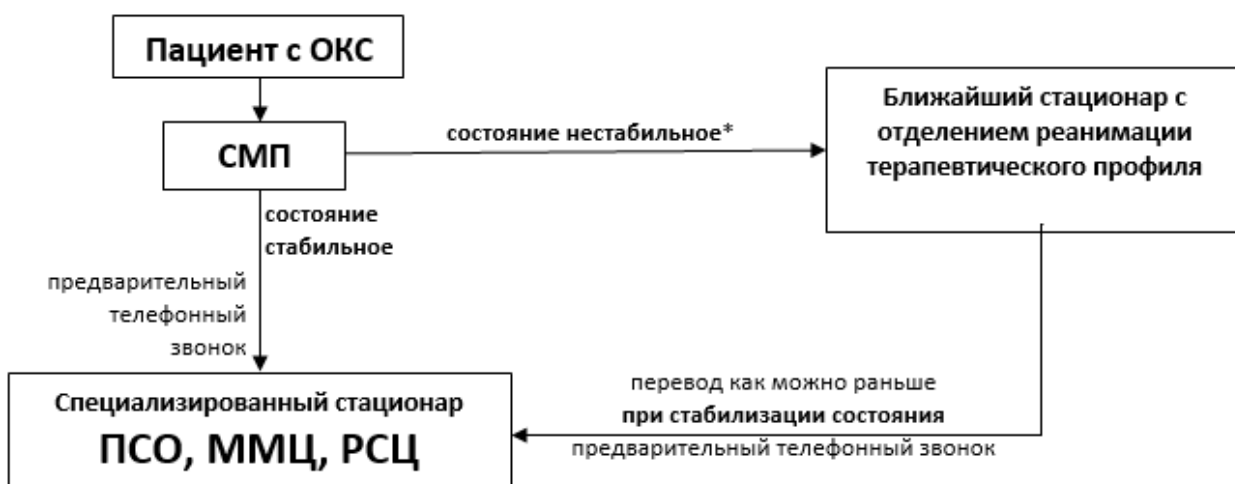 Пациент с ОКС
СМП
состояние нестабильное*
Ближайший стационар с
отделением реанимации
терапевтического профиля
состояние
стабильное
предварительный
телефонный
звонок
Специализированный стационар
ПСО, ММЦ, РСЦ
перевод как можно раньше
при стабилизации состояния
предварительный телефонный звонок